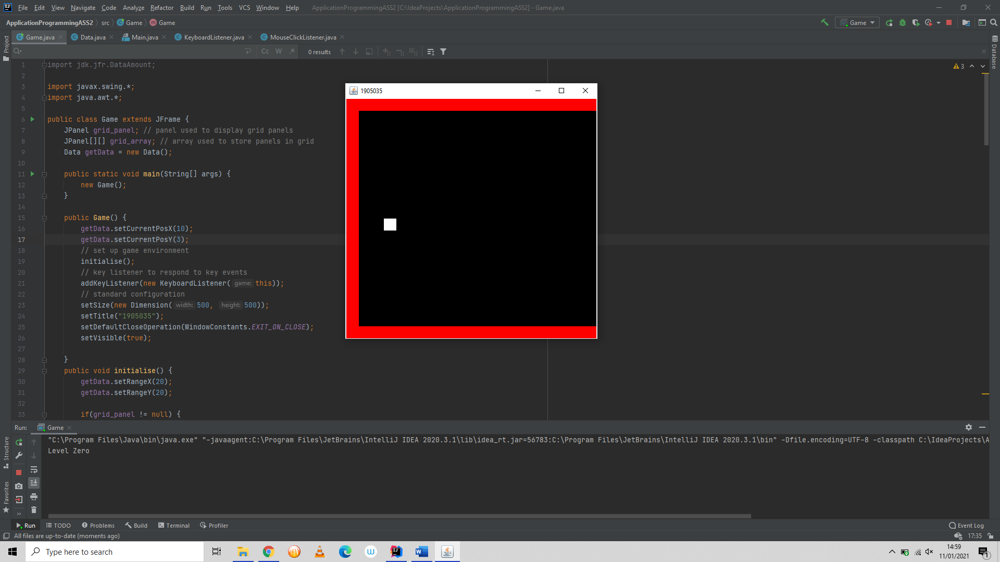 File Edit View Navigate Code Analyze Refactor Build Run Tools VCS Window Help ApplicationProgrammingASS2 [C:\IdeaProjects\ApplicationProgrammingASS2] - Game.java
ApplicationProgrammingASS2 src Game Game
Game
Game.java Data.java Main.java KeyboardListener.java MouseClickListener.java
Cc W .* 0 results
Project
Database
3
1 import jdk.jfr.DataAmount;
2
3 import javax.swing.*;
4 import java.awt.*;
5
6 public class Game extends JFrame {
7 JPanel grid_panel; // panel used to display grid panels
8 JPanel[][] grid_array; // array used to store panels in grid
9 Data getData = new Data();
10
11 public static void main(String[] args) {
12 new Game();
13 }
14
15 public Game() {
16 getData.setCurrentPosX(10);
17 getData.setCurrentPosY(3);
18 // set up game environment
19 initialise();
20 // key listener to respond to key events
21 addKeyListener(new KeyboardListener( game: this));
22 // standard configuration
23 setSize(new Dimension( width: 500, height: 500));
24 setTitle("1905035");
25 setDefaultCloseOperation(WindowConstants.EXIT_ON_CLOSE);
26 setVisible(true);
27
28 }
29 public void initialise() {
30 getData.setRangeX(20);
31 getData.setRangeY(20);
32
33 if(grid_panel != null) {
1905035
Run: Game
"C:\Program Files\Java\bin\java.exe" "-javaagent:C:\Program Files\JetBrains\IntelliJ IDEA 2020.3.1\lib\idea_rt.jar=56783:C:\Program Files\JetBrains\IntelliJ IDEA 2020.3.1\bin" -Dfile.encoding=UTF-8 -classpath C:\IdeaProjects\A
Level Zero
Structure
Favorites
Run TODO Problems Build Terminal Profiler Event Log
All files are up-to-date (moments ago) 17:35
Type here to search
14:59
11/01/2021
1